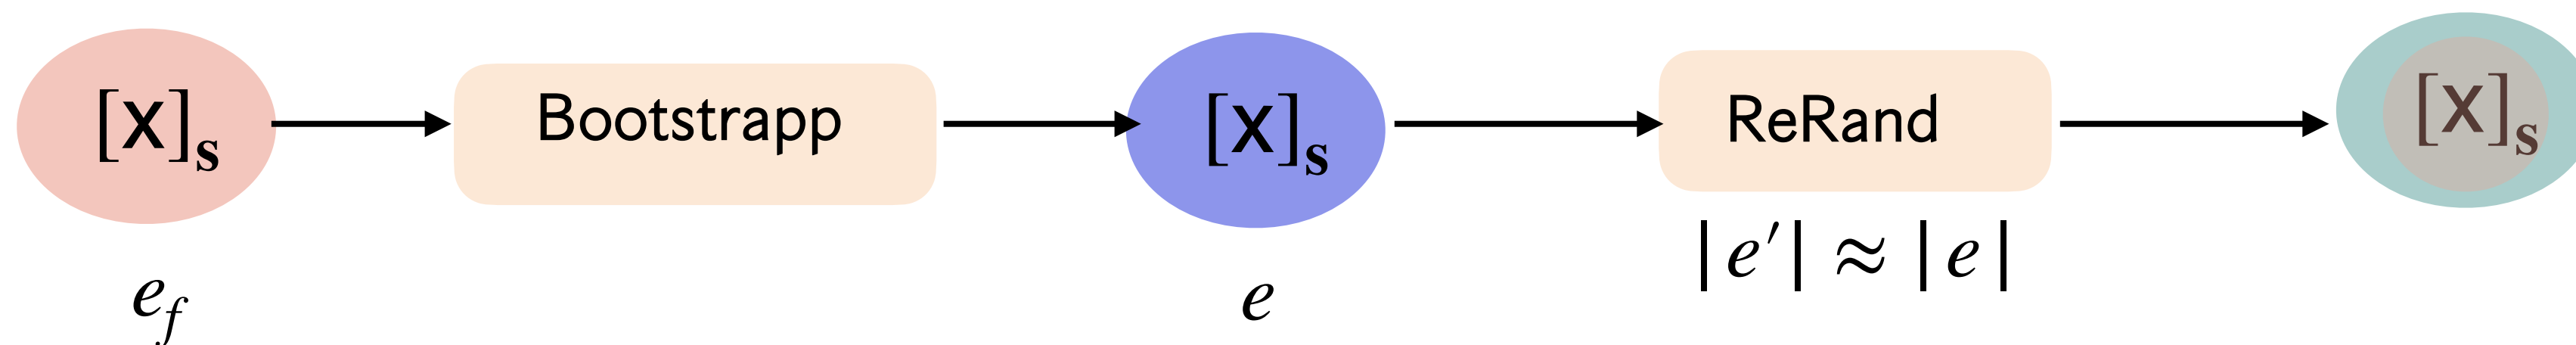 [x]ₛ Bootstrapp [x]ₛ ReRand [x]ₛ
e_f e |e′| ≈ |e|